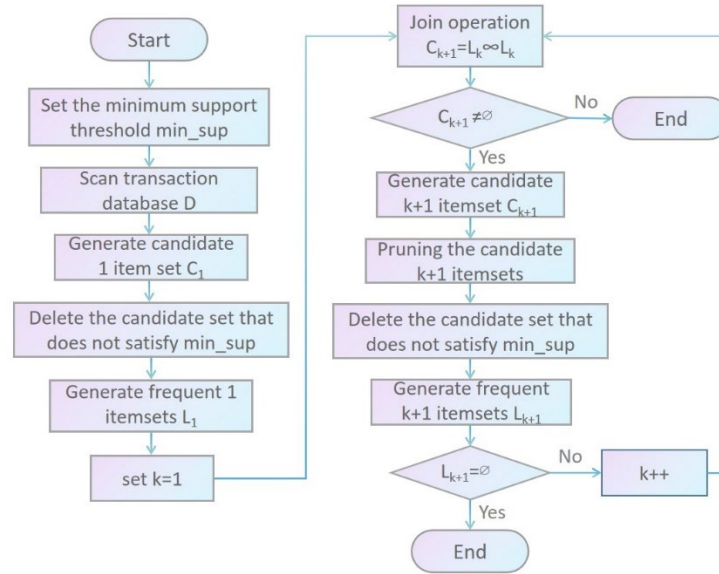 Start
Set the minimum support
threshold min_sup
Scan transaction
database D
Generate candidate
1 item set C₁
Delete the candidate set that
does not satisfy min_sup
Generate frequent 1
itemsets L₁
set k=1
Join operation
Cₖ₊₁=Lₖ∞Lₖ
Cₖ₊₁≠∅
No
End
Yes
Generate candidate
k+1 itemset Cₖ₊₁
Pruning the candidate
k+1 itemsets
Delete the candidate set that
does not satisfy min_sup
Generate frequent
k+1 itemsets Lₖ₊₁
Lₖ₊₁=∅
No
k++
Yes
End